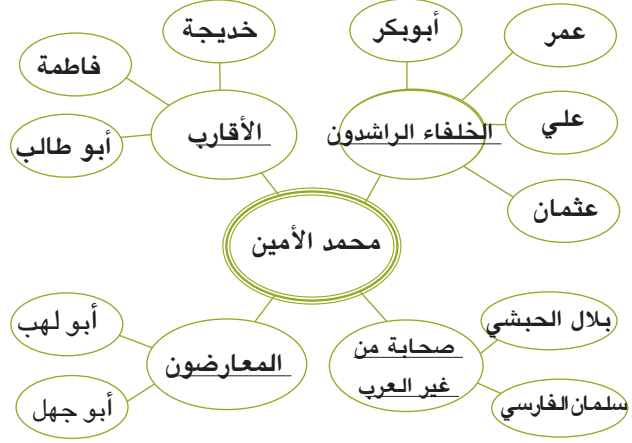 أبوبكر
عمر
خديجة
فاطمة
علي
الخلفاء الراشدون
الأقارب
أبو طالب
عثمان
محمد الأمين
بلال الحبشي
أبو لهب
صحابة من
غير العرب
المعارضون
سلمان الفارسي
أبو جهل